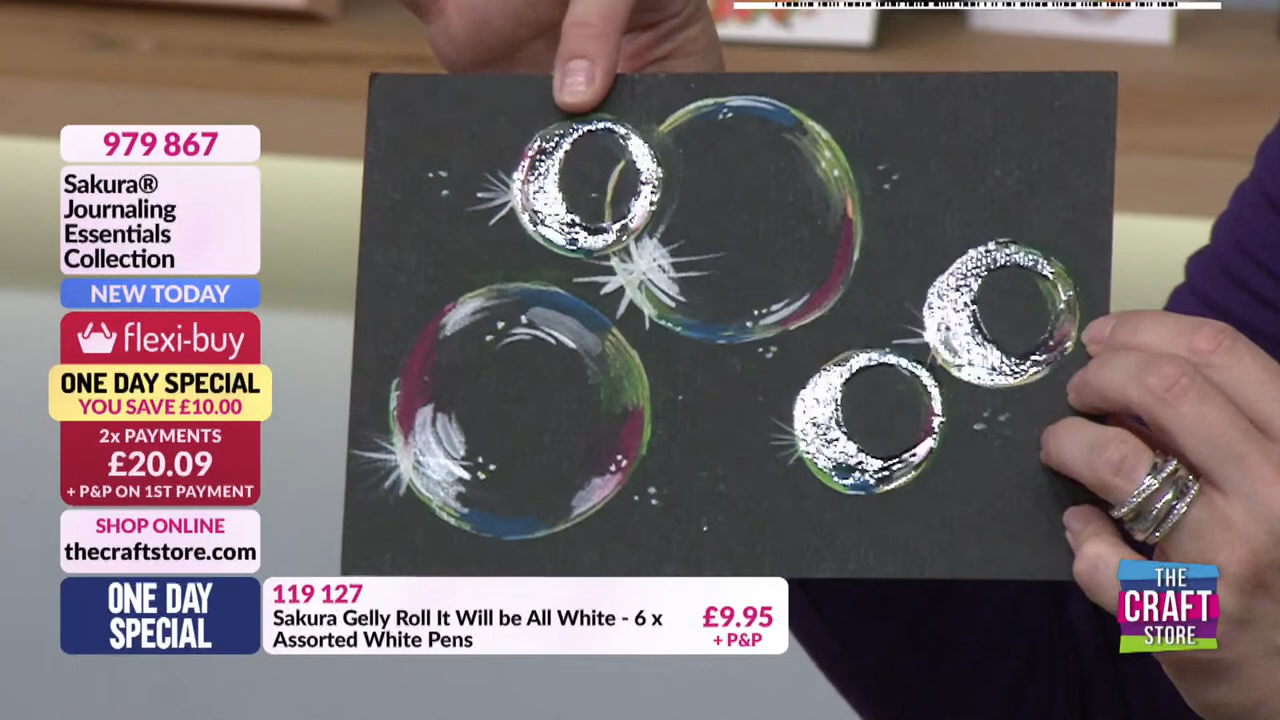 979 867
Sakura®
Journaling
Essentials
Collection
NEW TODAY
flexi-buy
ONE DAY SPECIAL
YOU SAVE £10.00
2x PAYMENTS
£20.09
+ P&P ON 1ST PAYMENT
SHOP ONLINE
thecraftstore.com
ONE DAY
SPECIAL
119 127
Sakura Gelly Roll It Will be All White - 6 x
Assorted White Pens
£9.95
+ P&P
THE
CRAFT
STORE